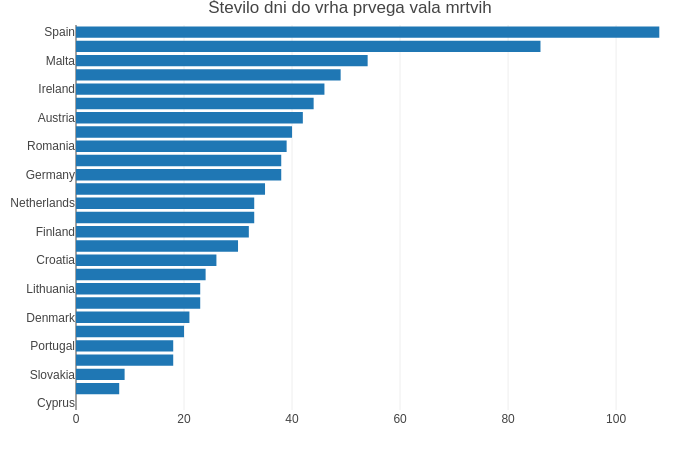 Število dni do vrha prvega vala mrtvih
Spain
Malta
Ireland
Austria
Romania
Germany
Netherlands
Finland
Croatia
Lithuania
Denmark
Portugal
Slovakia
Cyprus
0 20 40 60 80 100